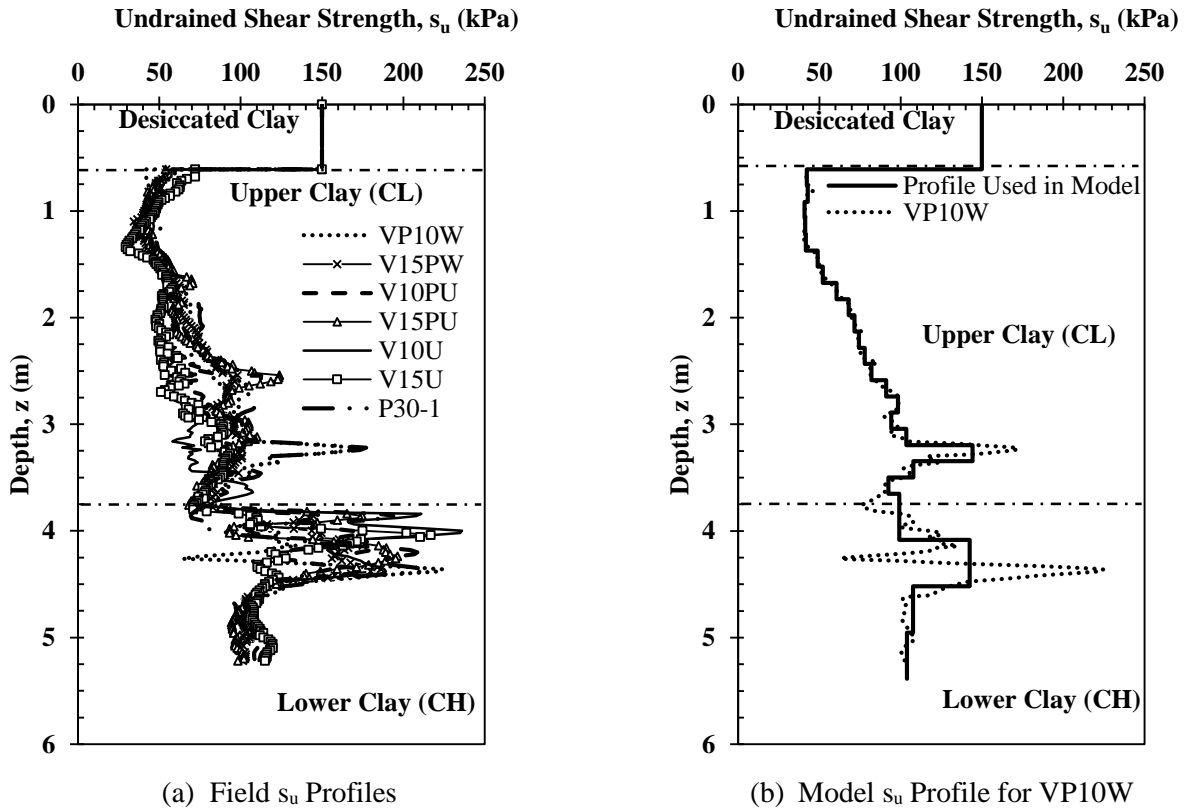 Undrained Shear Strength, su (kPa)
0 50 100 150 200 250
0
1
2
3
4
5
6
Depth, z (m)
Desiccated Clay
Upper Clay (CL)
VP10W
V15PW
V10PU
V15PU
V10U
V15U
P30-1
Lower Clay (CH)
(a) Field su Profiles
Undrained Shear Strength, su (kPa)
0 50 100 150 200 250
0
1
2
3
4
5
6
Depth, z (m)
Desiccated Clay
Profile Used in Model
VP10W
Upper Clay (CL)
Lower Clay (CH)
(b) Model su Profile for VP10W